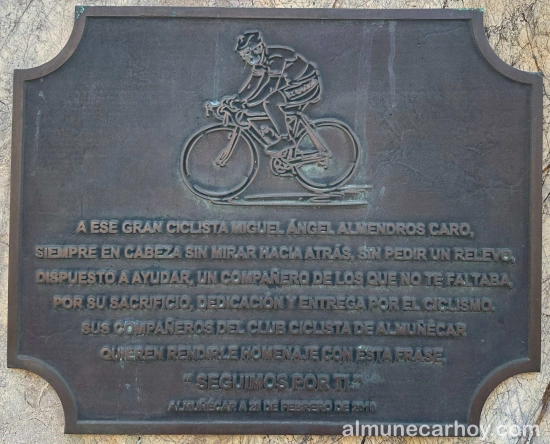 A ESE GRAN CICLISTA MIGUEL ÁNGEL ALMENDROS CARO,
SIEMPRE EN CABEZA SIN MIRAR HACIA ATRÁS, SIN PEDIR UN RELEVO,
DISPUESTO A AYUDAR, UN COMPAÑERO DE LOS QUE NO TE FALTABA,
POR SU SACRIFICIO, DEDICACIÓN Y ENTREGA POR EL CICLISMO.
SUS COMPAÑEROS DEL CLUB CICLISTA DE ALMUÑÉCAR
QUIEREN RENDIRLE HOMENAJE CON ESTA FRASE
"SEGUIMOS POR TI."
ALMUÑÉCAR A DE FEBRERO DE
almunecarhoy.com